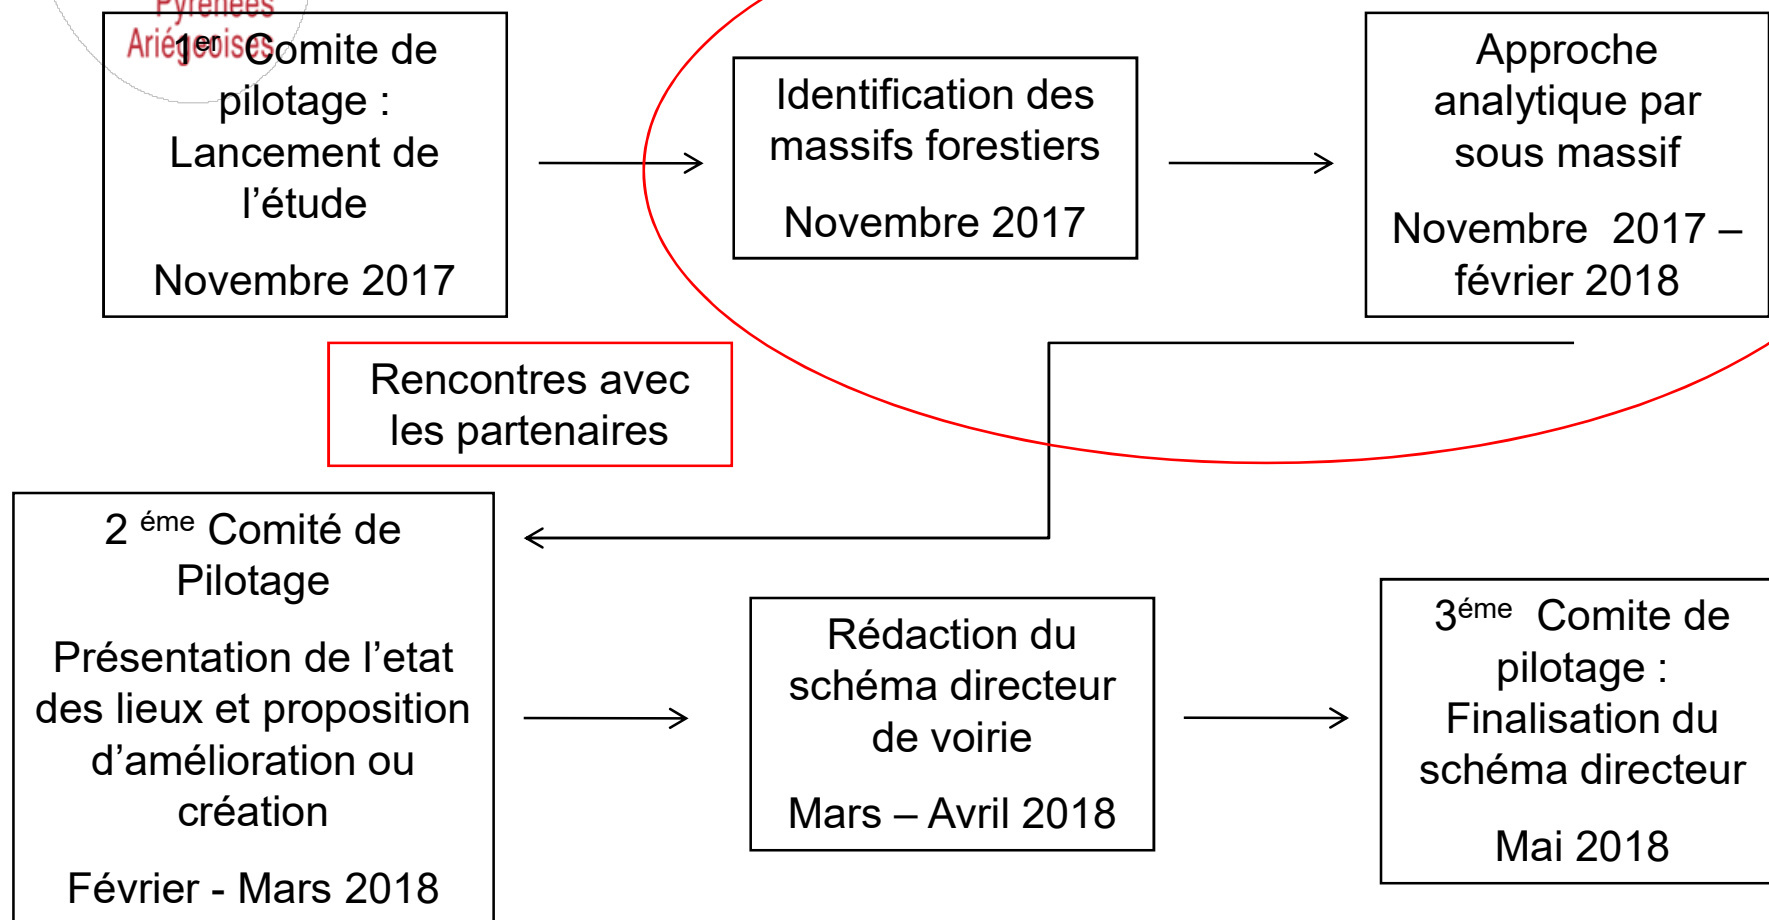 Pyrénées
Ariégeoises
1er Comite de
pilotage :
Lancement de
l’étude
Novembre 2017
Identification des
massifs forestiers
Novembre 2017
Approche
analytique par
sous massif
Novembre 2017 –
février 2018
Rencontres avec
les partenaires
2 éme Comité de
Pilotage
Présentation de l’etat
des lieux et proposition
d’amélioration ou
création
Février - Mars 2018
Rédaction du
schéma directeur
de voirie
Mars – Avril 2018
3éme Comite de
pilotage :
Finalisation du
schéma directeur
Mai 2018